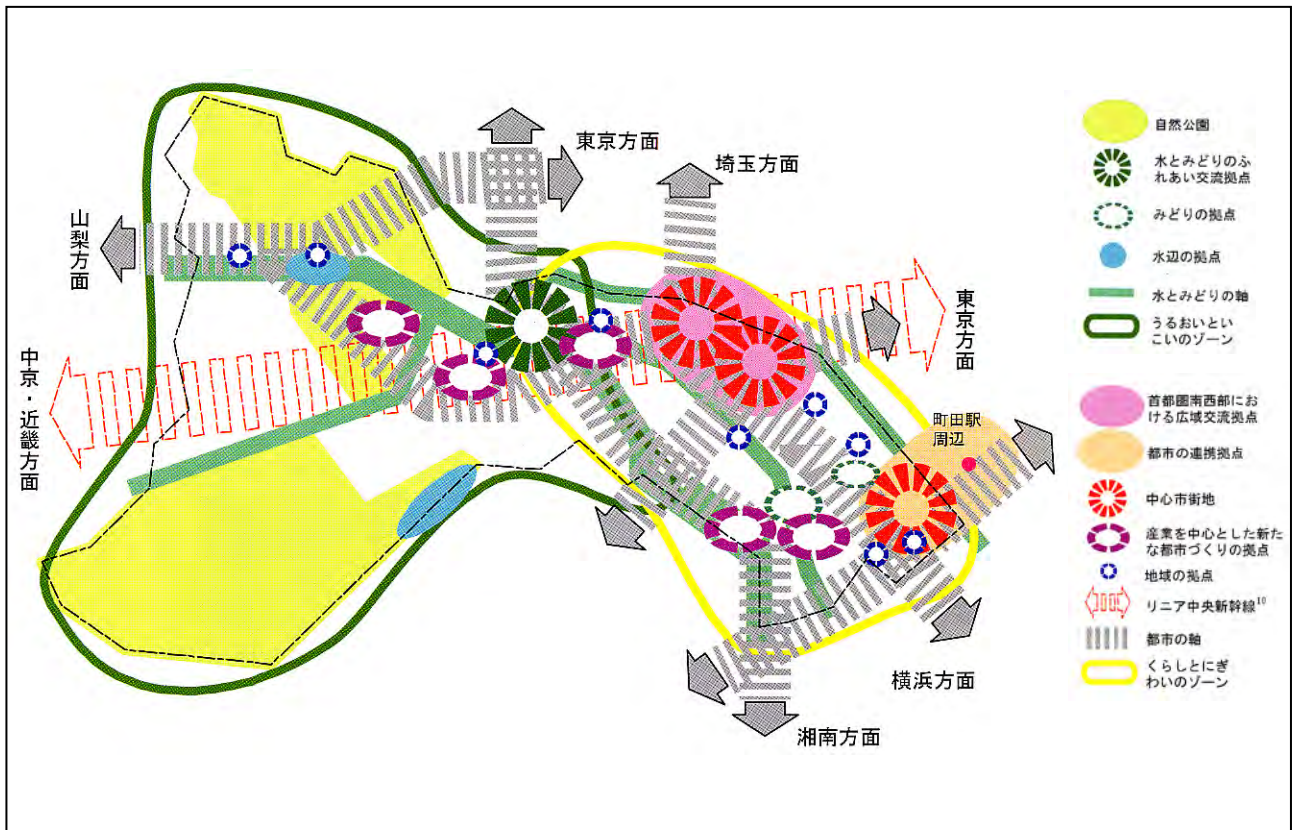 東京方面
埼玉方面
山梨方面
東京方面
中京・近畿方面
町田駅
周辺
横浜方面
湘南方面
自然公園
水とみどりのふ
れあい交流拠点
みどりの拠点
水辺の拠点
水とみどりの軸
うるおいとい
こいのゾーン
首都圏南西部にお
ける広域交流拠点
都市の連携拠点
中心市街地
産業を中心とした新た
な都市づくりの拠点
地域の拠点
リニア中央新幹線10
都市の軸
くらしとにぎ
わいのゾーン